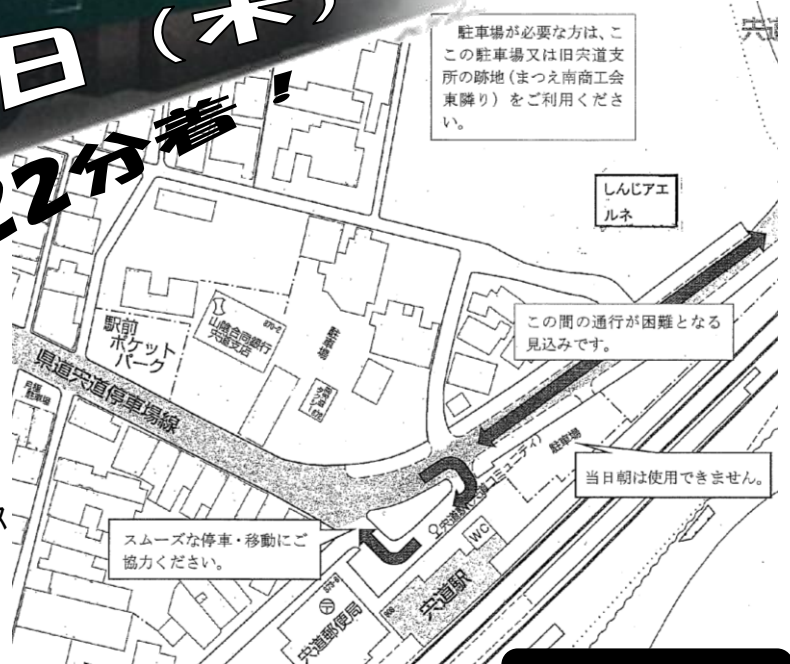 日（木）
22分着！
駐車場が必要な方は、こ
の駐車場又は旧宍道支
所の跡地（まつえ南商工会
東隣り）をご利用くださ
い。
しんじアエ
ルネ
この間の通行が困難となる
見込みです。
駅前
ポケット
パーク
山陰合同銀行
宍道支店
駐車場
県道宍道停車場線
駐車場
当日朝は使用できません。
スムーズな停車・移動にご
協力ください。
WC
宍道駅
宍道郵便局